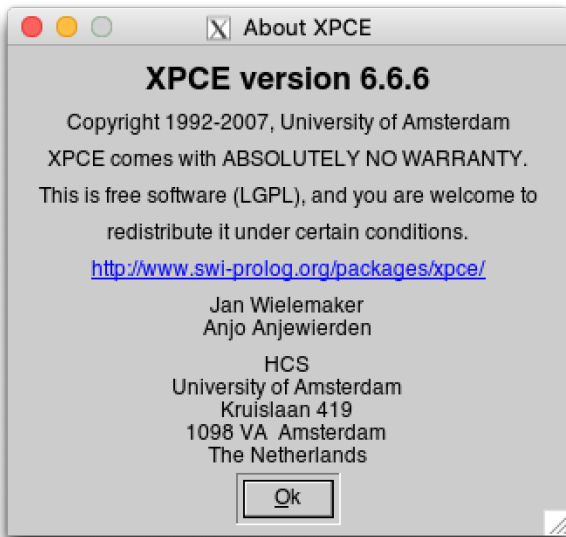 About XPCE
XPCE version 6.6.6
Copyright 1992-2007, University of Amsterdam
XPCE comes with ABSOLUTELY NO WARRANTY.
This is free software (LGPL), and you are welcome to
redistribute it under certain conditions.
http://www.swi-prolog.org/packages/xpce/
Jan Wielemaker
Anjo Anjewierden
HCS
University of Amsterdam
Kruislaan 419
1098 VA  Amsterdam
The Netherlands
Ok